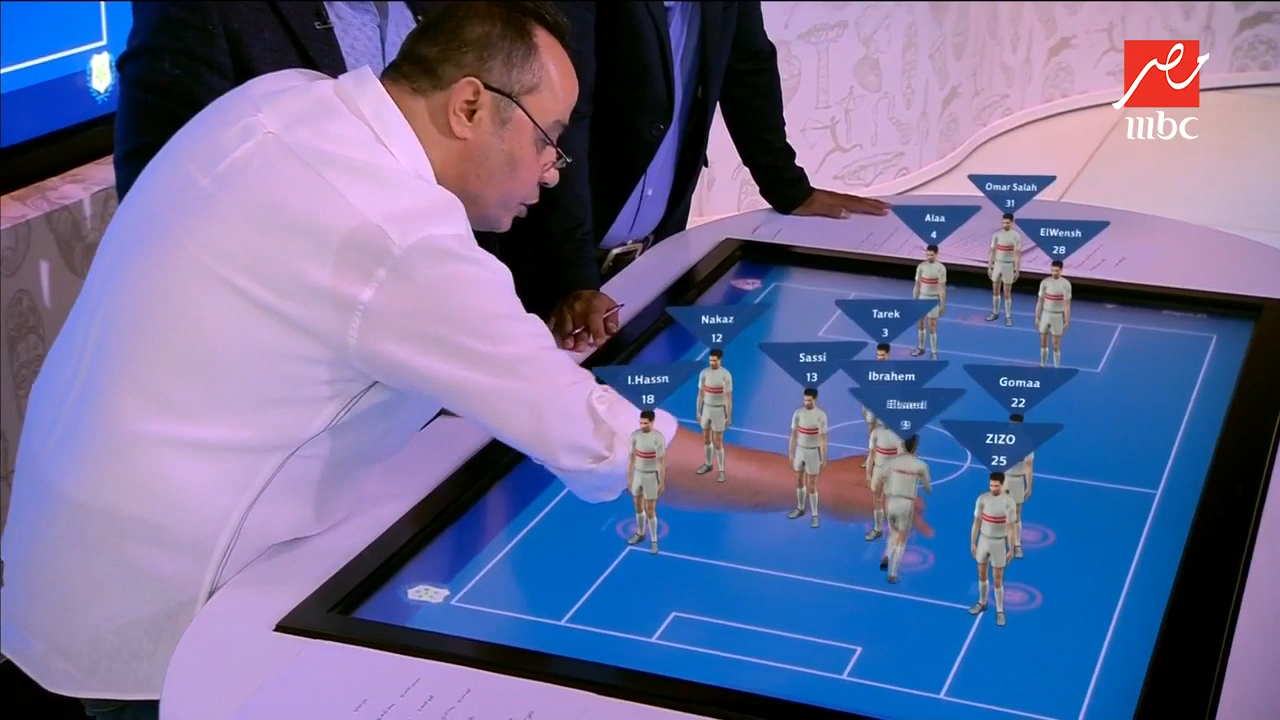 مصر
mbc
Omar Salah
31
Alaa
4
ElWensh
28
Nakaz
12
Tarek
3
Sassi
13
Ibrahem
I.Hassn
18
Gomaa
22
ZIZO
25